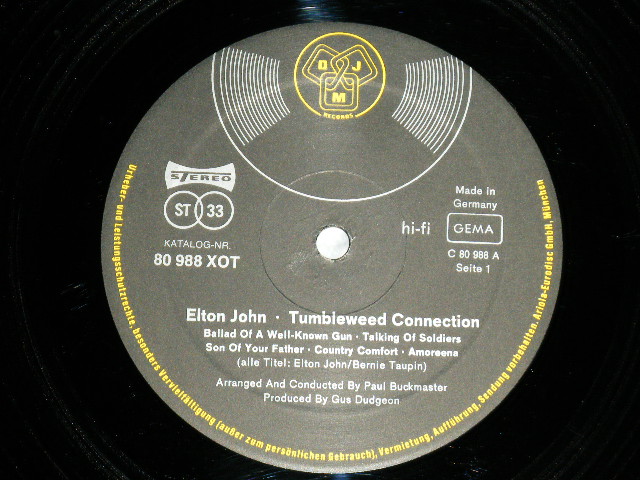 D J M
RECORDS
STEREO
ST 33
KATALOG-NR.
80 988 XOT
Made in
Germany
hi-fi GEMA
C 80 988 A
Seite 1
Elton John · Tumbleweed Connection
Ballad Of A Well-Known Gun · Talking Of Soldiers
Son Of Your Father · Country Comfort · Amoreena
(alle Titel: Elton John/Bernie Taupin)
Arranged And Conducted By Paul Buckmaster
Produced By Gus Dudgeon
Urheber- und Leistungsschutzrechte, besonders Vervielfältigung (außer zum persönlichen Gebrauch), Vermietung, Aufführung, Sendung vorbehalten. Ariola-Eurodisc GmbH, München